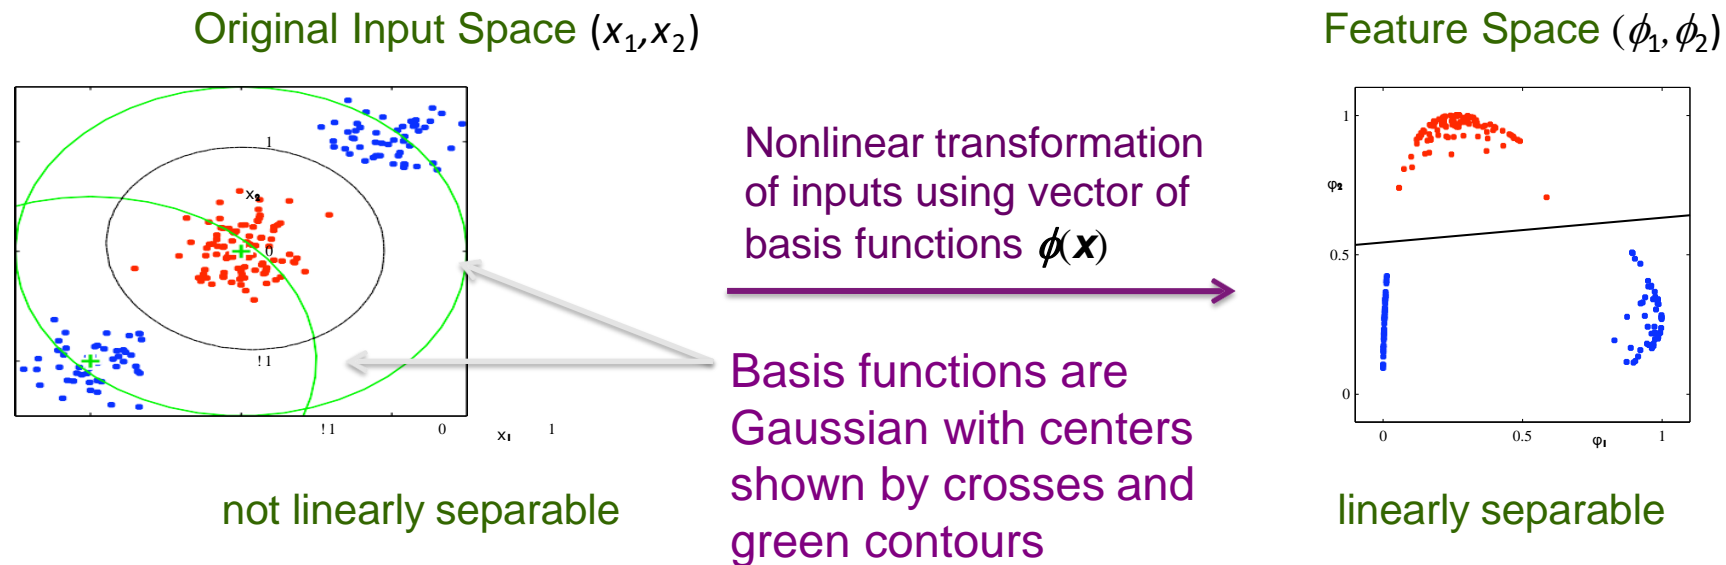 Original Input Space (x₁,x₂)
Feature Space (ϕ₁,ϕ₂)
1
x₂
0
!1
!1
0
x₁
1
not linearly separable
Nonlinear transformation
of inputs using vector of
basis functions ϕ(x)
Basis functions are
Gaussian with centers
shown by crosses and
green contours
1
φ₂
0.5
0
0
0.5
φ₁
1
linearly separable